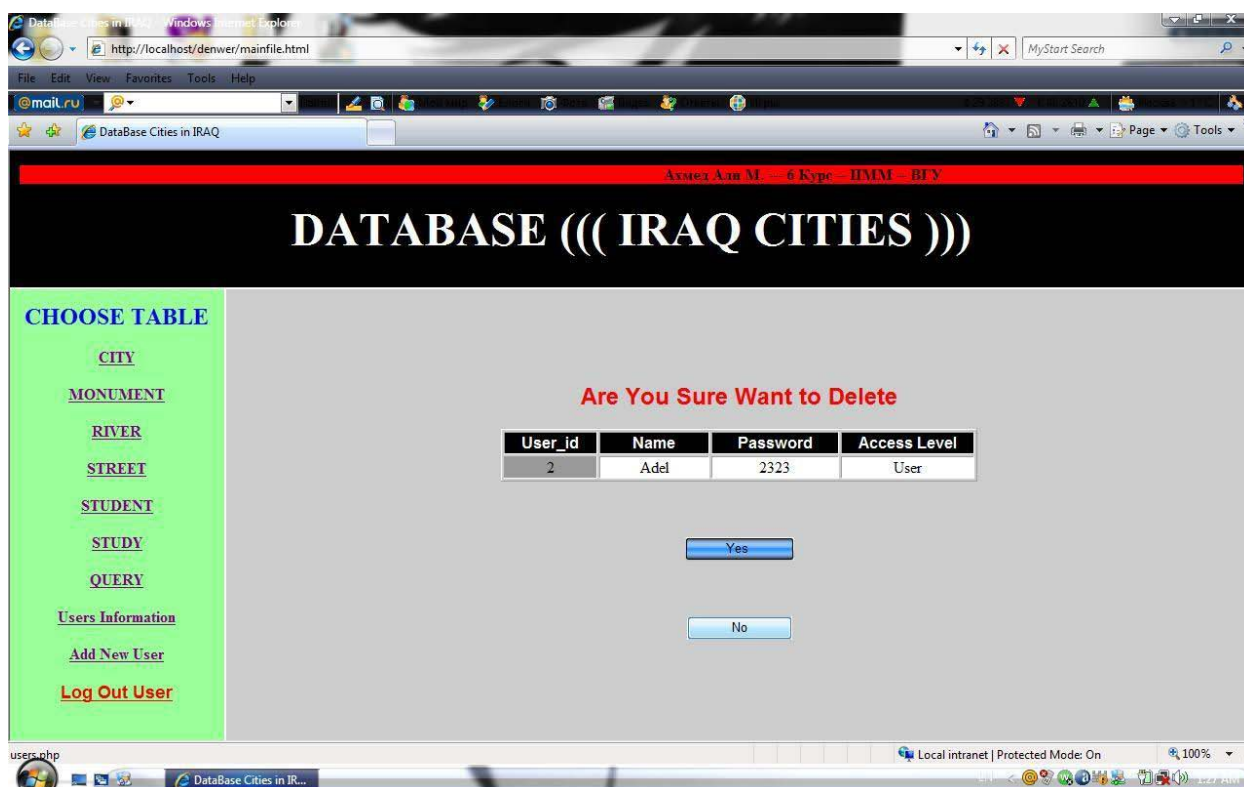 DataBase Cities in IRAQ - Windows Internet Explorer
http://localhost/denwer/mainfile.html
MyStart Search
File Edit View Favorites Tools Help
@mail.ru
DataBase Cities in IRAQ
Page
Tools
Ахмед Али М. — 6 Курс – ПММ – ВГУ
DATABASE ((( IRAQ CITIES )))
CHOOSE TABLE
CITY
MONUMENT
RIVER
STREET
STUDENT
STUDY
QUERY
Users Information
Add New User
Log Out User
Are You Sure Want to Delete
User_id Name Password Access Level
2 Adel 2323 User
Yes
No
users.php
Local intranet | Protected Mode: On
100%
DataBase Cities in IR...
1:27 AM